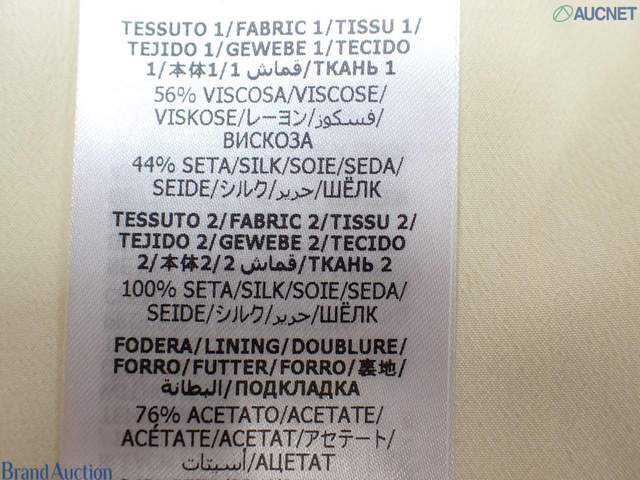 AUCNET
TESSUTO 1/FABRIC 1/TISSU 1/
TEJIDO 1/GEWEBE 1/TECIDO
1/本体1/1 قماش/ТКАНЬ 1
56% VISCOSA/VISCOSE/
VISKOSE/レーヨン/فسكوز/
ВИСКОЗА
44% SETA/SILK/SOIE/SEDA/
SEIDE/シルク/حرير/ШЁЛК
TESSUTO 2/FABRIC 2/TISSU 2/
TEJIDO 2/GEWEBE 2/TECIDO
2/本体2/2 قماش/ТКАНЬ 2
100% SETA/SILK/SOIE/SEDA/
SEIDE/シルク/حرير/ШЁЛК
FODERA/LINING/DOUBLURE/
FORRO/FUTTER/FORRO/裏地/
البطانة/ПОДКЛАДКА
76% ACETATO/ACETATE/
ACÉTATE/ACETAT/アセテート/
أسيتات/АЦЕТАТ
Brand Auction